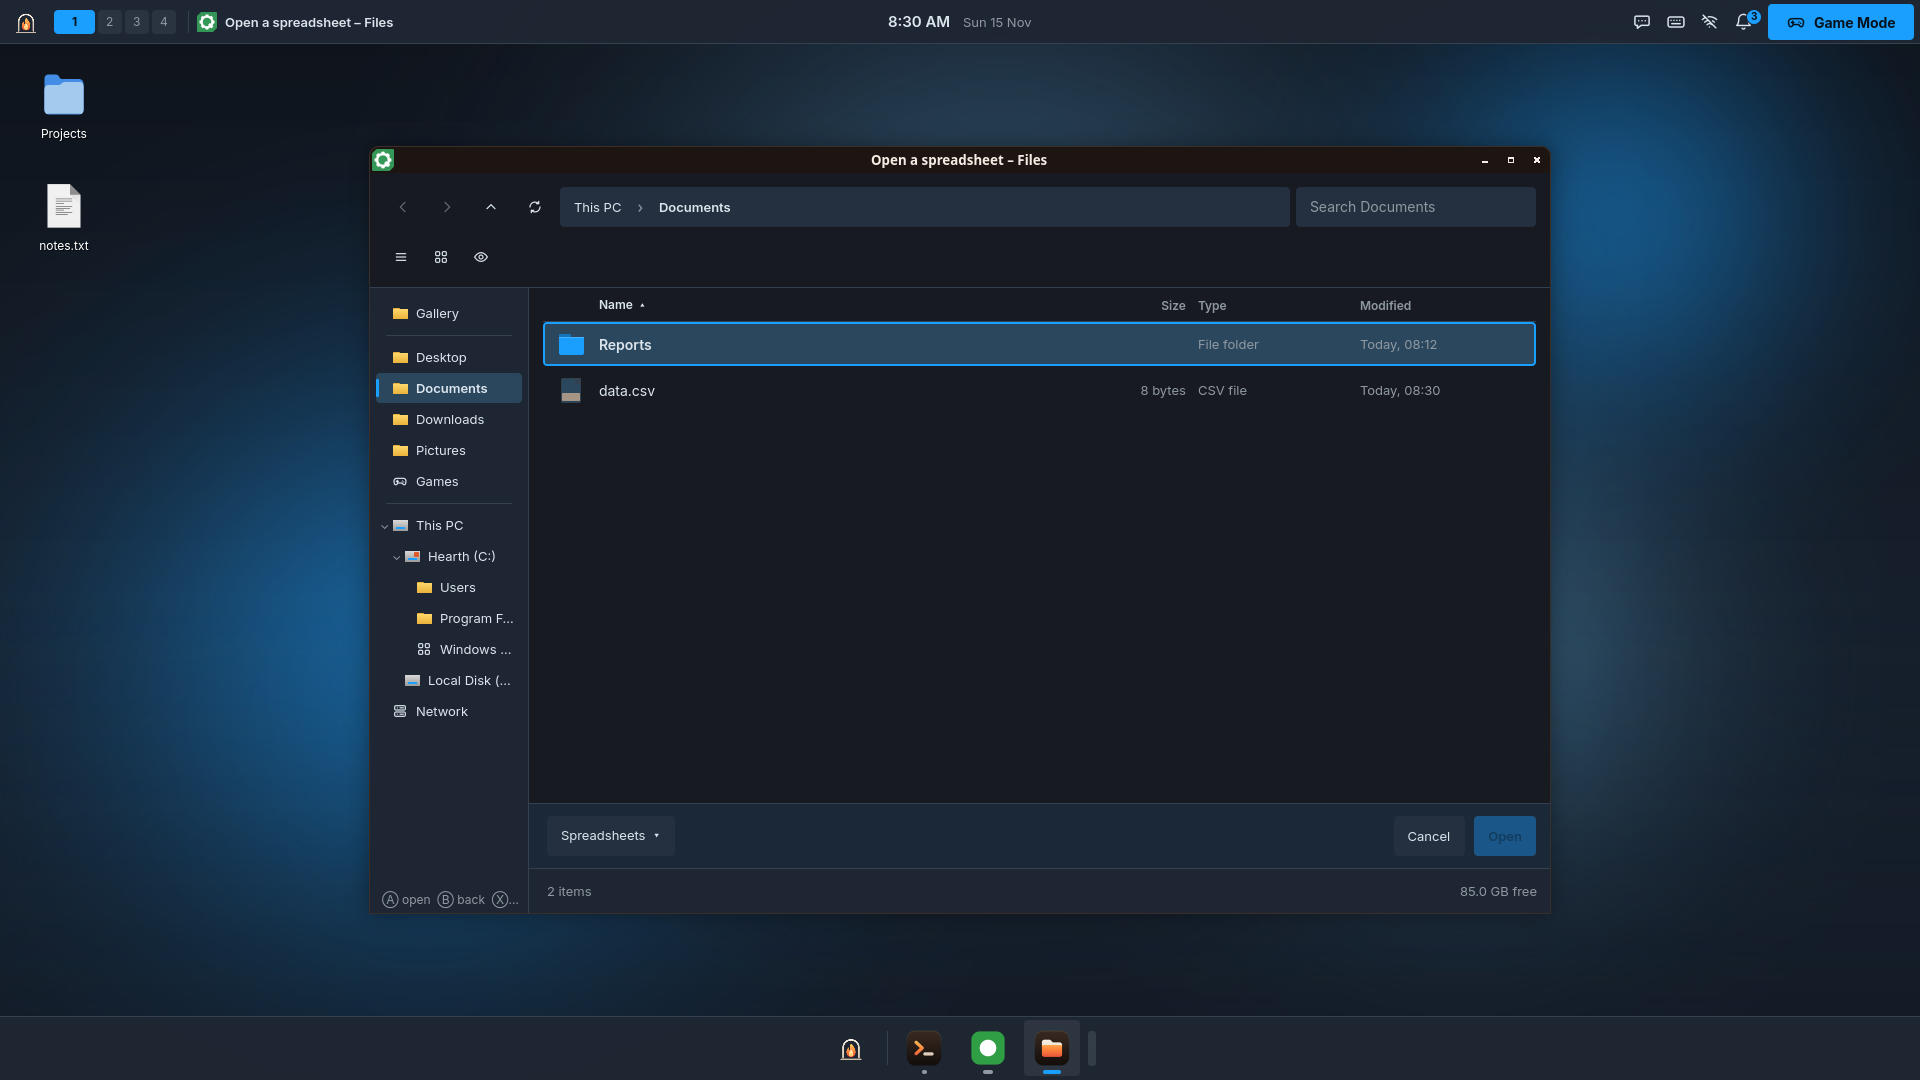 1 2 3 4 Open a spreadsheet – Files 8:30 AM Sun 15 Nov 3 Game Mode
Projects
notes.txt
Open a spreadsheet – Files
This PC › Documents Search Documents
Name Size Type Modified
Reports File folder Today, 08:12
data.csv 8 bytes CSV file Today, 08:30
Gallery
Desktop
Documents
Downloads
Pictures
Games
This PC
Hearth (C:)
Users
Program F...
Windows ...
Local Disk (...
Network
A open B back X...
Spreadsheets Cancel Open
2 items 85.0 GB free